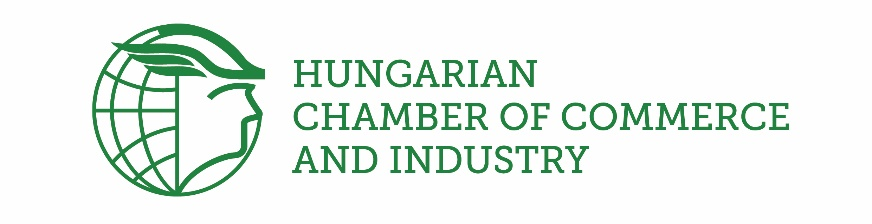 HUNGARIAN
CHAMBER OF COMMERCE
AND INDUSTRY